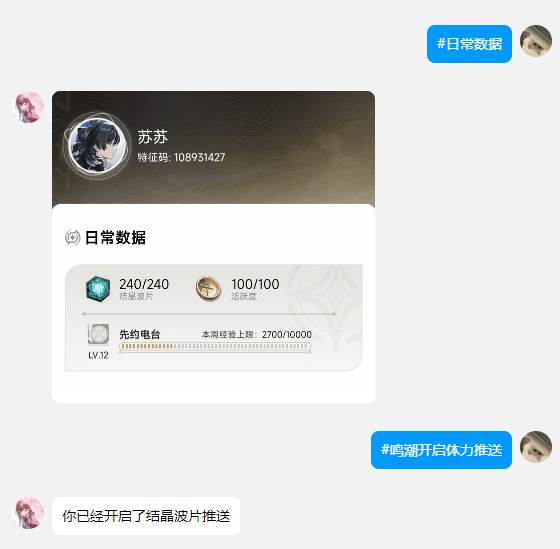 #日常数据
苏苏
特征码: 108931427
日常数据
240/240
100/100
结晶波片
活跃度
先约电台
本周经验上限: 2700/10000
LV.12
#鸣潮开启体力推送
你已经开启了结晶波片推送